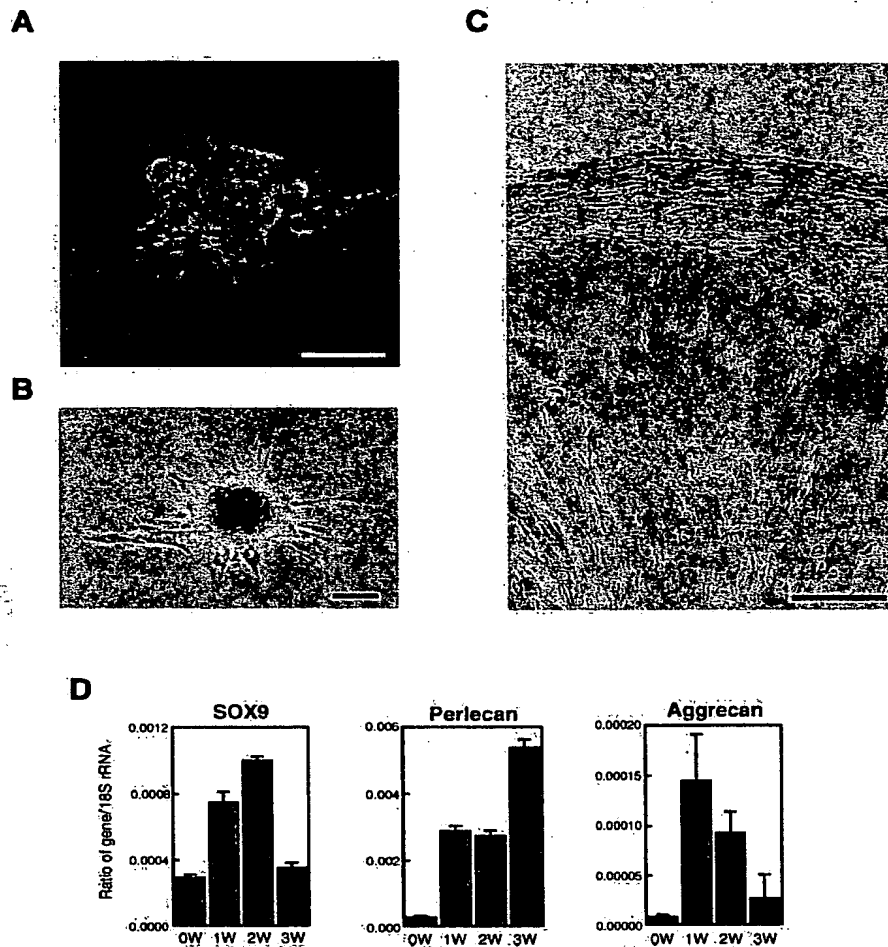 A
C
B
D
SOX9
Perlecan
Aggrecan
Ratio of gene/18S rRNA
0.0012
0.0008
0.0004
0.0000
0W 1W 2W 3W
0.006
0.004
0.002
0.000
0W 1W 2W 3W
0.00020
0.00015
0.00010
0.00005
0.00000
0W 1W 2W 3W